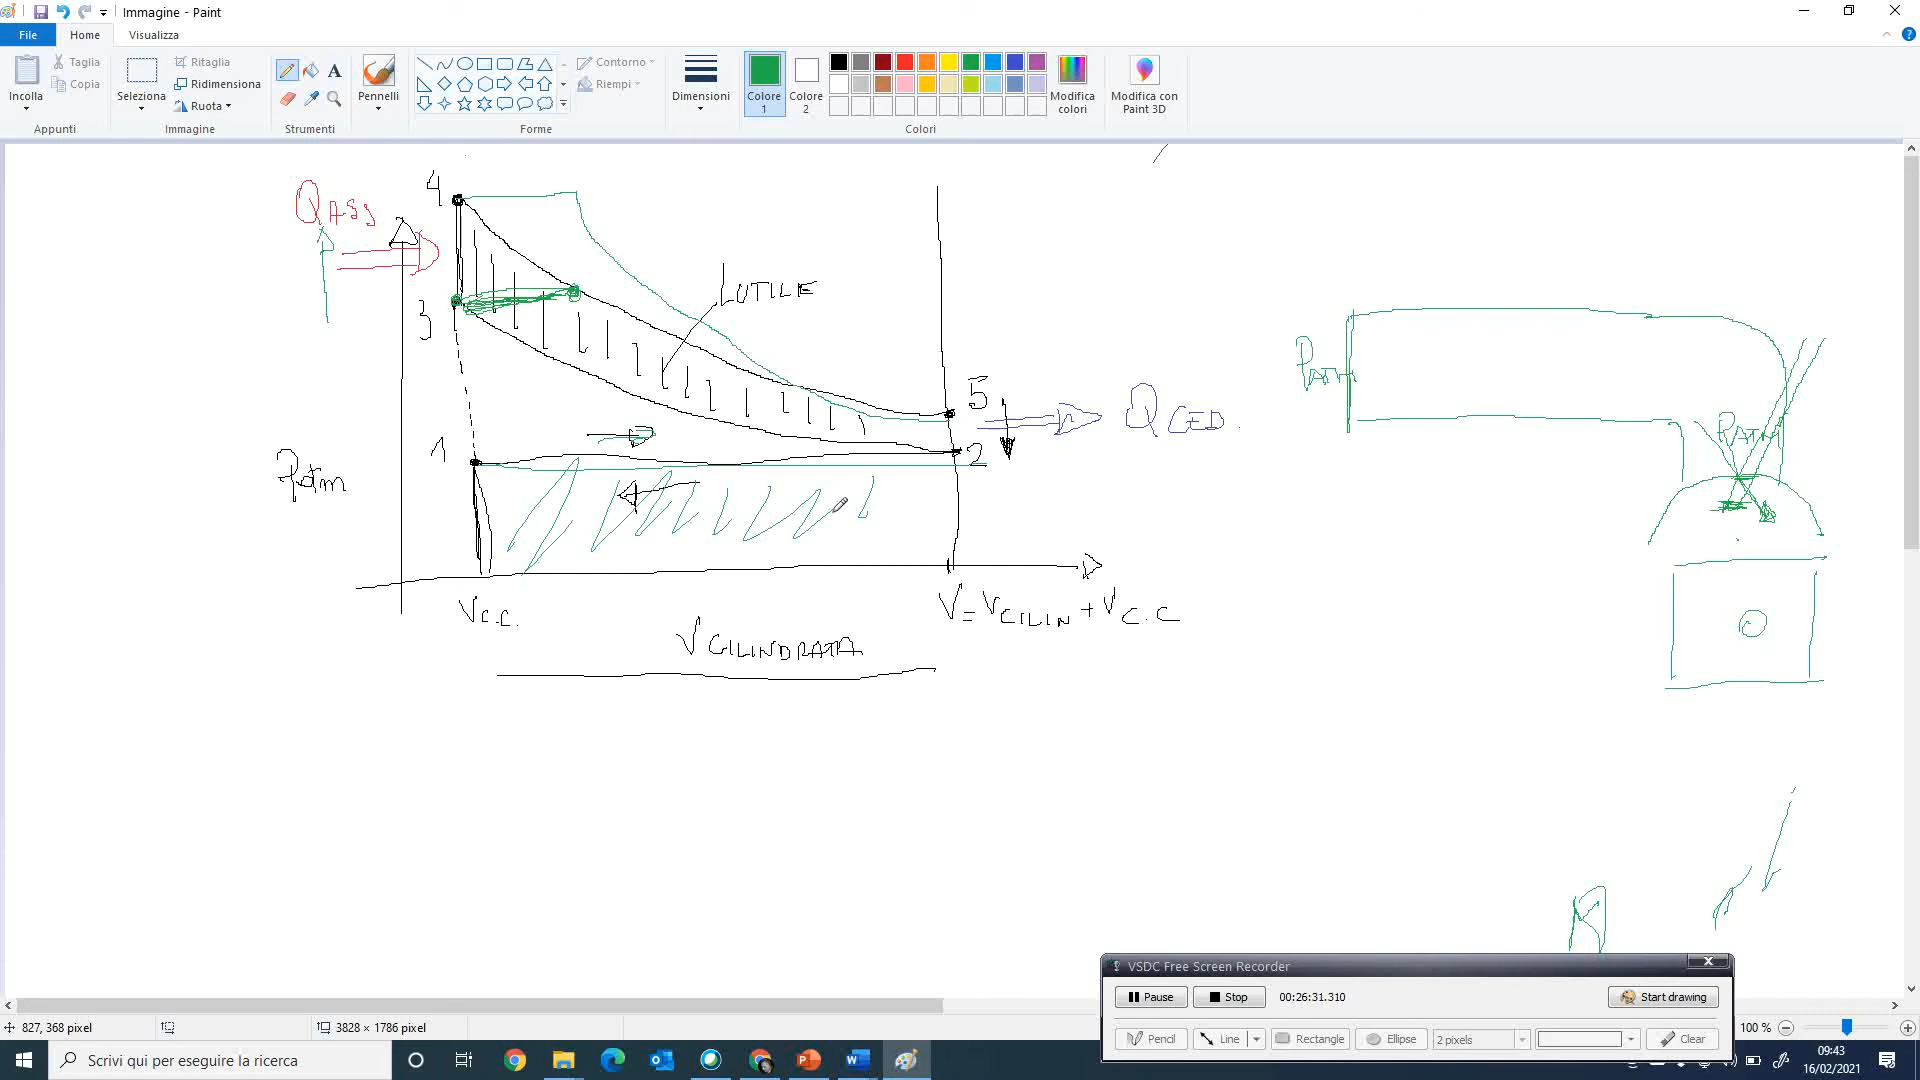 Immagine - Paint
File
Home
Visualizza
Incolla
Taglia
Copia
Appunti
Seleziona
Ritaglia
Ridimensiona
Ruota
Immagine
A
Strumenti
Pennelli
Contorno
Riempi
Forme
Dimensioni
Colore 1
Colore 2
Modifica colori
Modifica con Paint 3D
Colori
4
QASS
3
LUTILE
5
QCED.
1
2
Patm
PATM
PATM
VC.C.
V=VCILIN+VC.C
VCILINDRATA
VSDC Free Screen Recorder
Pause
Stop
00:26:31.310
Start drawing
Pencil
Line
Rectangle
Ellipse
2 pixels
Clear
827, 368 pixel
3828 × 1786 pixel
100 %
Scrivi qui per eseguire la ricerca
09:43
16/02/2021